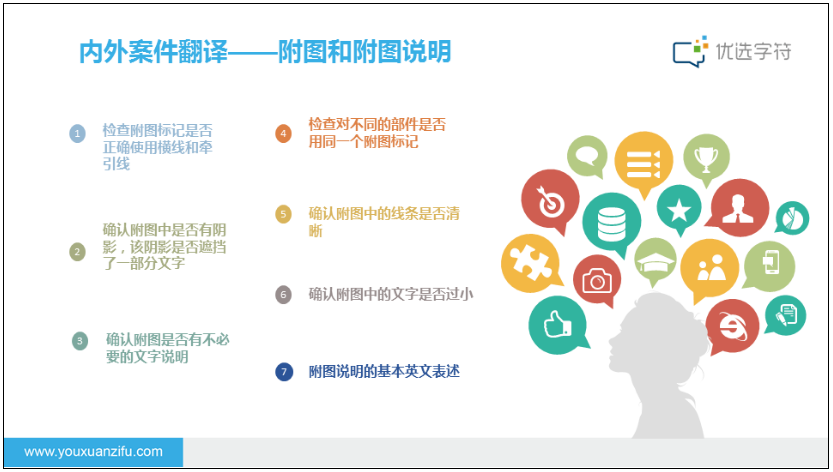 内外案件翻译——附图和附图说明
优选字符
1
检查附图标记是否
正确使用横线和牵
引线
2
确认附图中是否有阴
影，该阴影是否遮挡
了一部分文字
3
确认附图是否有不必
要的文字说明
4
检查对不同的部件是否
用同一个附图标记
5
确认附图中的线条是否清
晰
6
确认附图中的文字是否过小
7
附图说明的基本英文表述
www.youxuanzifu.com